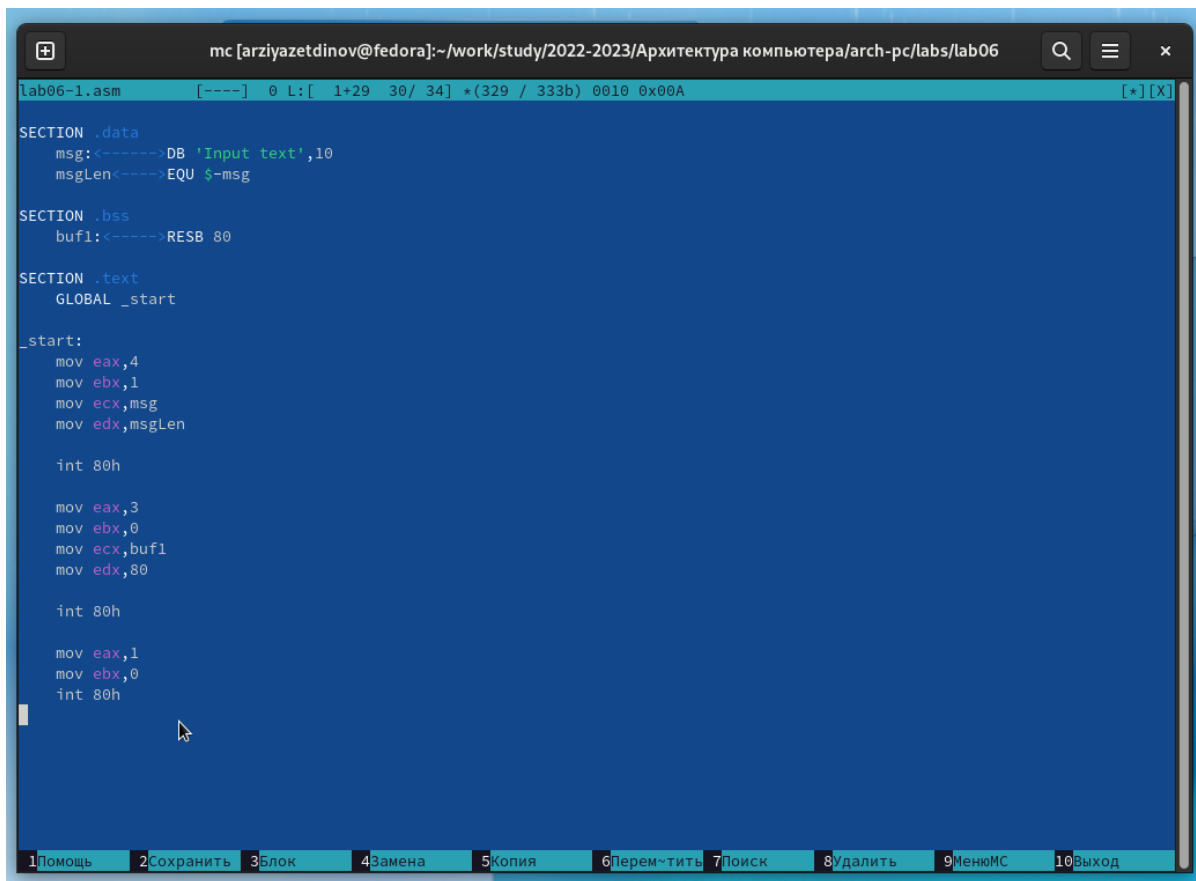 mc [arziyazetdinov@fedora]:~/work/study/2022-2023/Архитектура компьютера/arch-pc/labs/lab06
lab06-1.asm [----] 0 L:[ 1+29 30/ 34] *(329 / 333b) 0010 0x00A [*][X]
SECTION .data
msg:<------>DB 'Input text',10
msgLen<---->EQU $-msg
SECTION .bss
buf1:<----->RESB 80
SECTION .text
GLOBAL _start
_start:
mov eax,4
mov ebx,1
mov ecx,msg
mov edx,msgLen
int 80h
mov eax,3
mov ebx,0
mov ecx,buf1
mov edx,80
int 80h
mov eax,1
mov ebx,0
int 80h
1Помощь 2Сохранить 3Блок 4Замена 5Копия 6Перем~тить 7Поиск 8Удалить 9МенюMC 10Выход